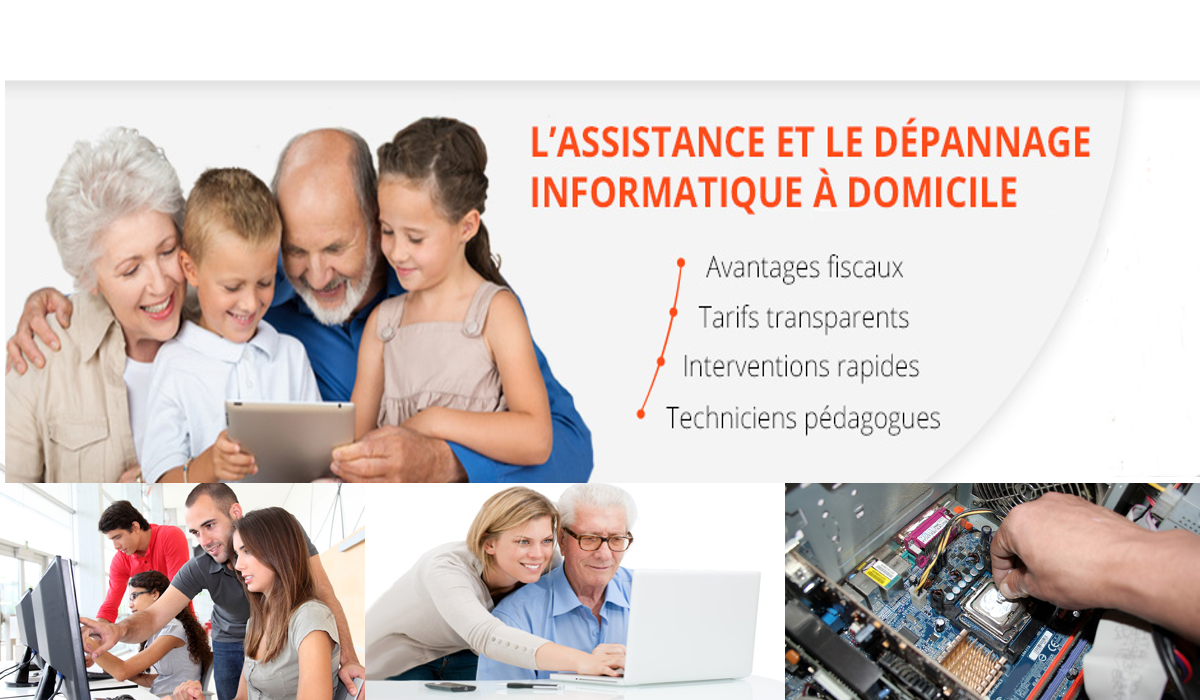 L'ASSISTANCE ET LE DÉPANNAGE
INFORMATIQUE À DOMICILE
Avantages fiscaux
Tarifs transparents
Interventions rapides
Techniciens pédagogues